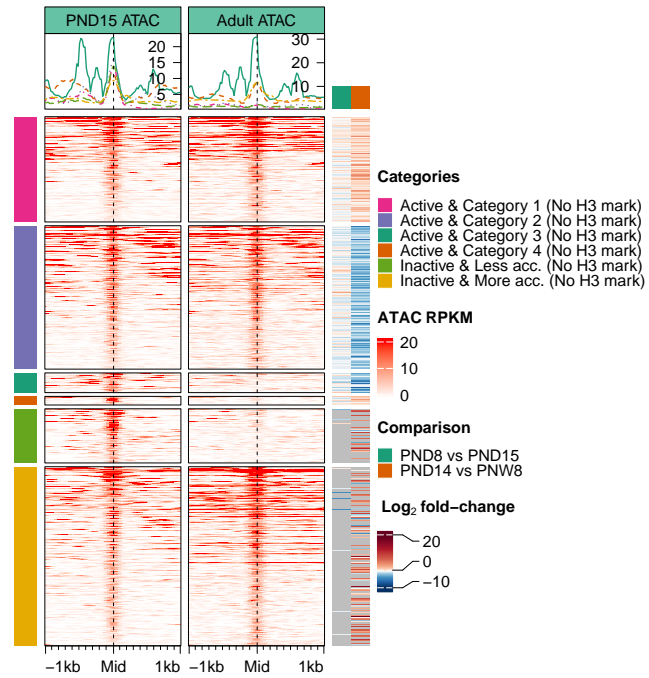 PND15 ATAC
Adult ATAC
20
15
10
5
30
10
Categories
Active & Category 1 (No H3 mark)
Active & Category 2 (No H3 mark)
Active & Category 3 (No H3 mark)
Active & Category 4 (No H3 mark)
Inactive & Less acc. (No H3 mark)
Inactive & More acc. (No H3 mark)
ATAC RPKM
20
10
0
Comparison
PND8 vs PND15
PND14 vs PNW8
Log₂ fold−change
20
0
−10
−1kb Mid 1kb
−1kb Mid 1kb